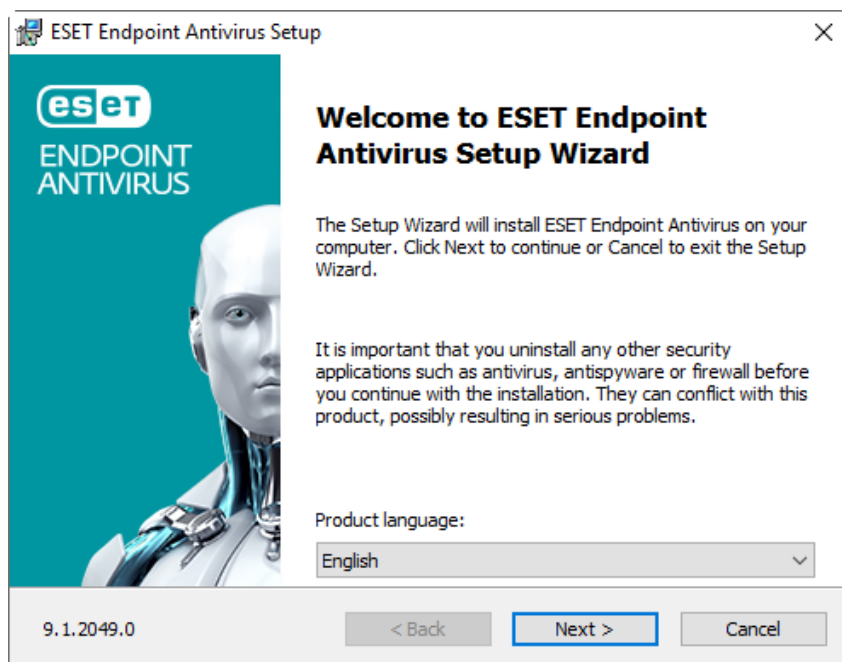 ESET Endpoint Antivirus Setup
eset
ENDPOINT
ANTIVIRUS
Welcome to ESET Endpoint
Antivirus Setup Wizard
The Setup Wizard will install ESET Endpoint Antivirus on your
computer. Click Next to continue or Cancel to exit the Setup
Wizard.
It is important that you uninstall any other security
applications such as antivirus, antispyware or firewall before
you continue with the installation. They can conflict with this
product, possibly resulting in serious problems.
Product language:
English
9.1.2049.0
< Back
Next >
Cancel